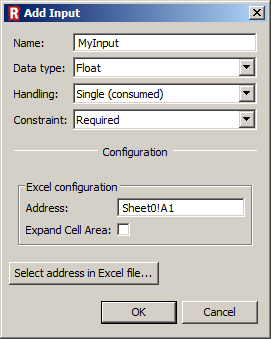 R Add Input
Name: MyInput
Data type: Float
Handling: Single (consumed)
Constraint: Required
Configuration
Excel configuration
Address: Sheet0!A1
Expand Cell Area:
Select address in Excel file...
OK Cancel